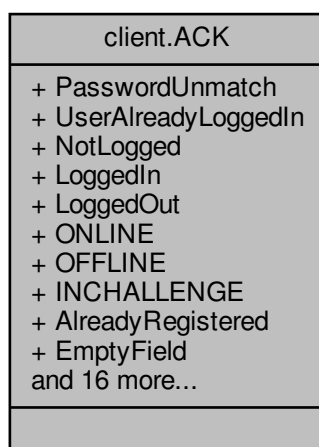 client.ACK
+ PasswordUnmatch
+ UserAlreadyLoggedIn
+ NotLogged
+ LoggedIn
+ LoggedOut
+ ONLINE
+ OFFLINE
+ INCHALLENGE
+ AlreadyRegistered
+ EmptyField
and 16 more...